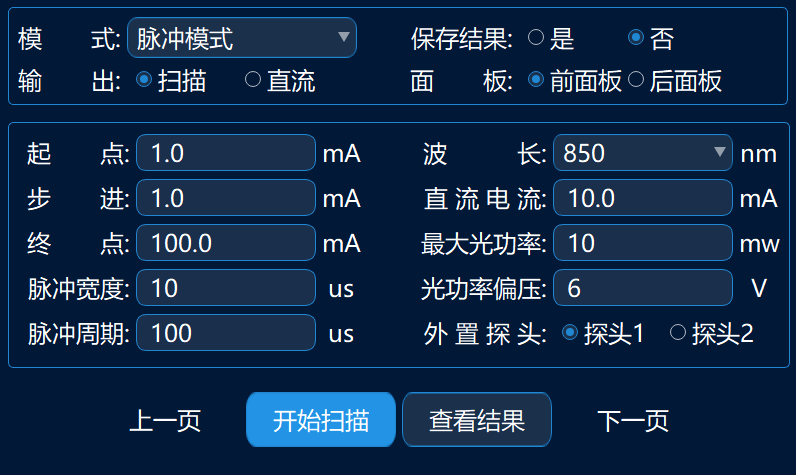 模 式: 脉冲模式 保存结果: 是 否
输 出: 扫描 直流 面 板: 前面板 后面板
起 点: 1.0 mA 波 长: 850 nm
步 进: 1.0 mA 直 流 电 流: 10.0 mA
终 点: 100.0 mA 最大光功率: 10 mw
脉冲宽度: 10 us 光功率偏压: 6 V
脉冲周期: 100 us 外 置 探 头: 探头1 探头2
上一页 开始扫描 查看结果 下一页